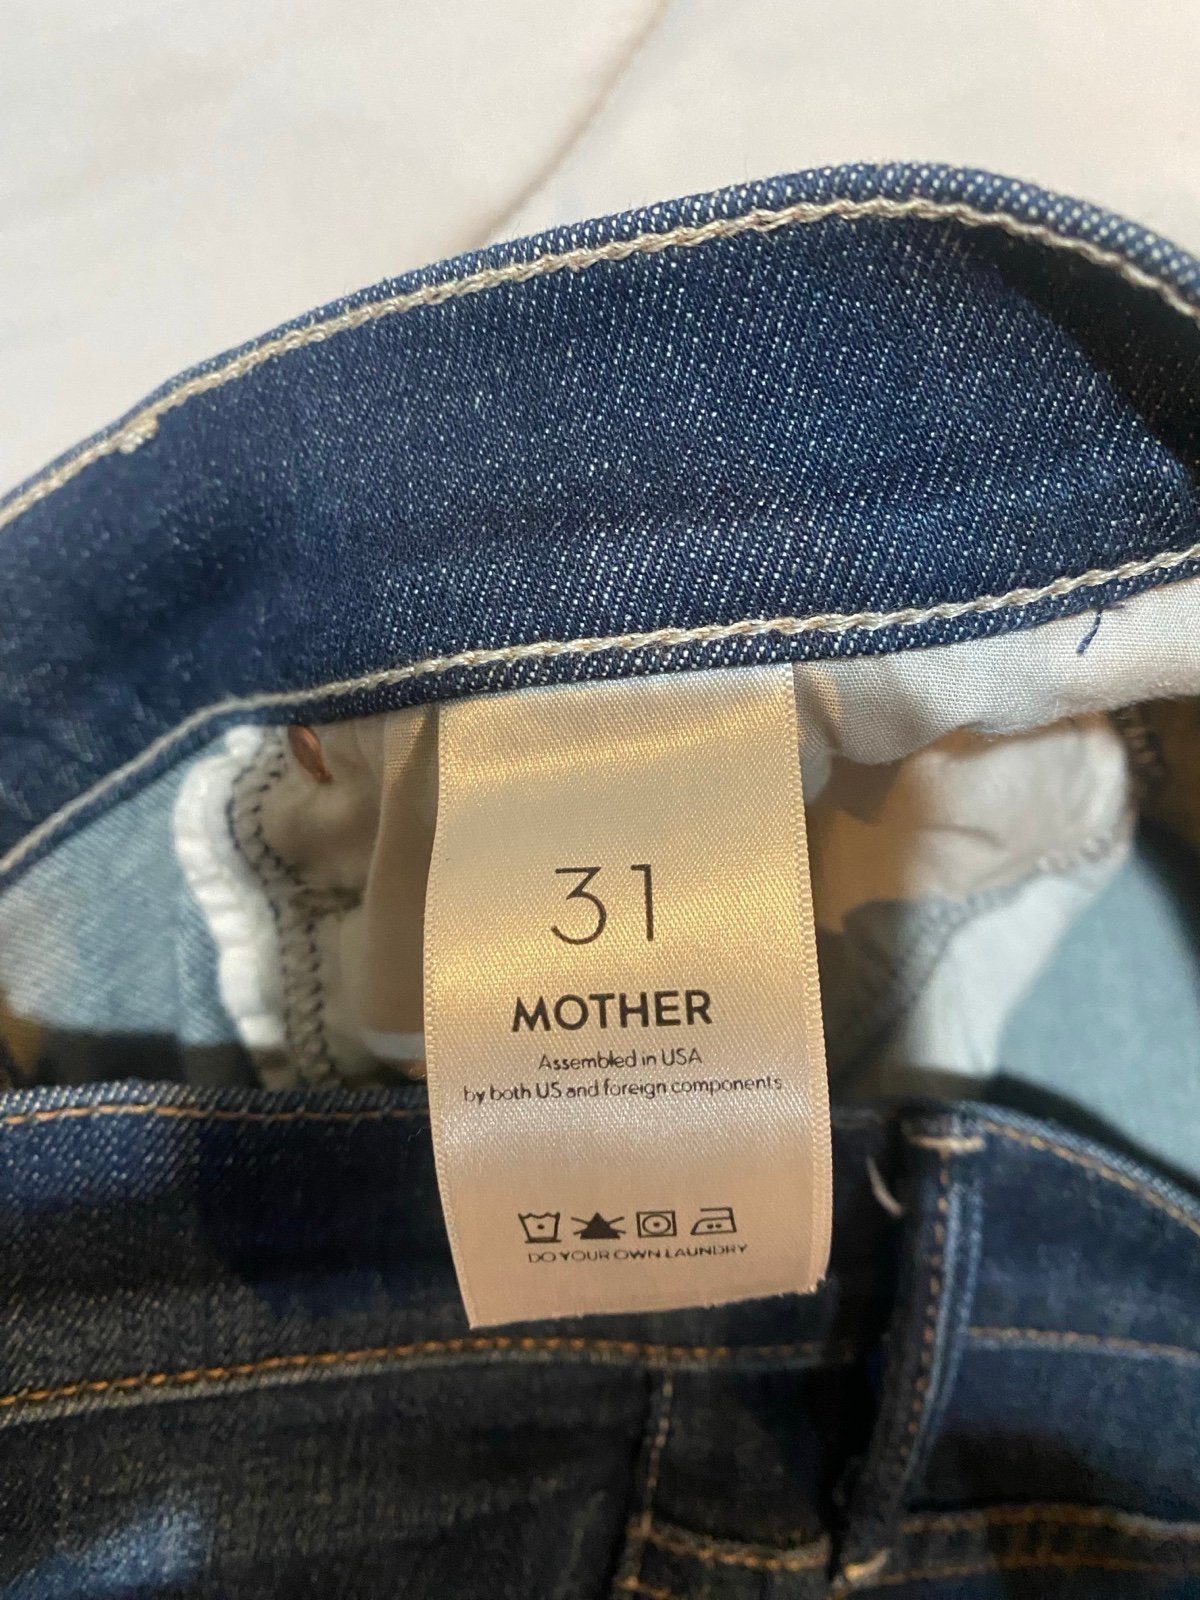 31
MOTHER
Assembled in USA
by both US and foreign components
DO YOUR OWN LAUNDRY